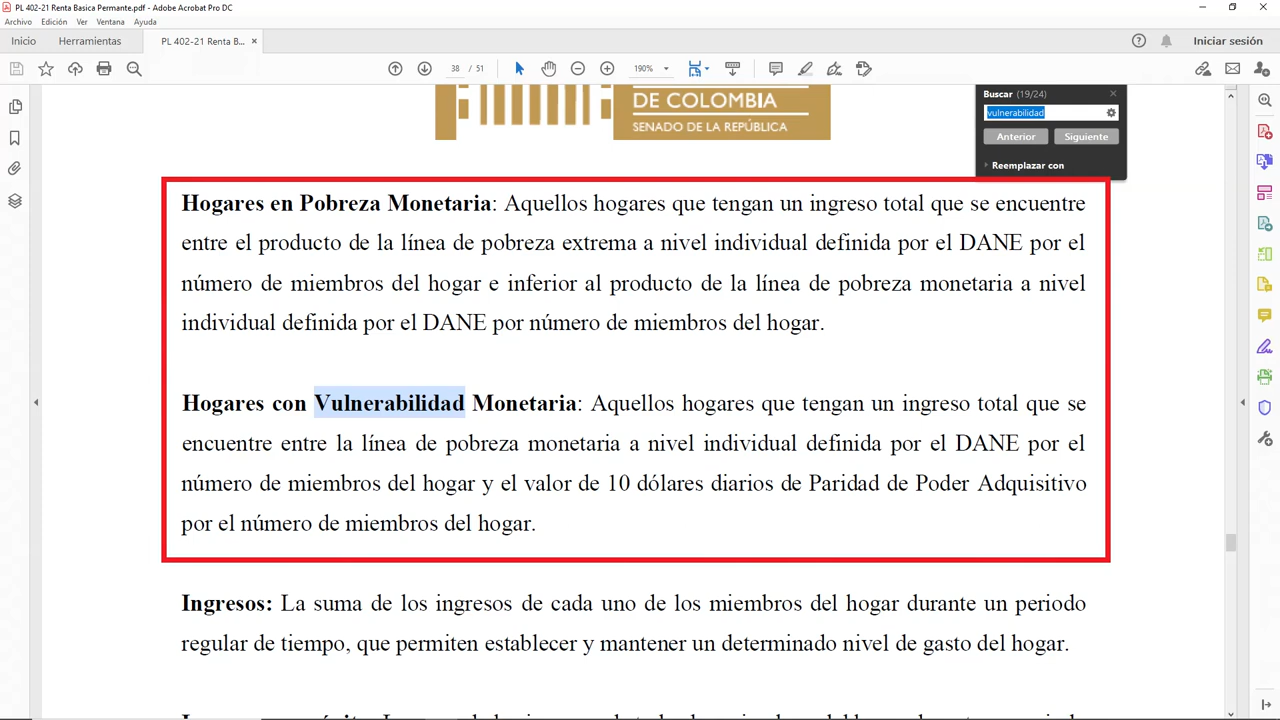 PL 402-21 Renta Basica Permante.pdf - Adobe Acrobat Pro DC
Archivo Edición Ver Ventana Ayuda
Inicio Herramientas PL 402-21 Renta B... × Iniciar sesión
38 / 51 190%
Buscar (19/24)
vulnerabilidad
Anterior Siguiente
Reemplazar con
DE COLOMBIA
SENADO DE LA REPÚBLICA
Hogares en Pobreza Monetaria: Aquellos hogares que tengan un ingreso total que se encuentre
entre el producto de la línea de pobreza extrema a nivel individual definida por el DANE por el
número de miembros del hogar e inferior al producto de la línea de pobreza monetaria a nivel
individual definida por el DANE por número de miembros del hogar.
Hogares con Vulnerabilidad Monetaria: Aquellos hogares que tengan un ingreso total que se
encuentre entre la línea de pobreza monetaria a nivel individual definida por el DANE por el
número de miembros del hogar y el valor de 10 dólares diarios de Paridad de Poder Adquisitivo
por el número de miembros del hogar.
Ingresos: La suma de los ingresos de cada uno de los miembros del hogar durante un periodo
regular de tiempo, que permiten establecer y mantener un determinado nivel de gasto del hogar.